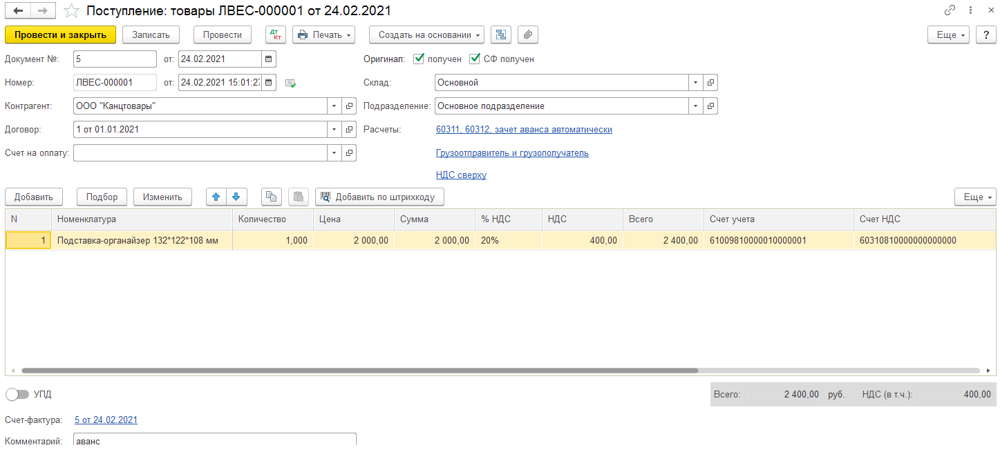 Поступление: товары ЛВЕС-000001 от 24.02.2021
Провести и закрыть Записать Провести Дт Кт Печать Создать на основании Еще ?
Документ №: 5 от: 24.02.2021 Оригинал: получен СФ получен
Номер: ЛВЕС-000001 от: 24.02.2021 15:01:27 Склад: Основной
Контрагент: ООО "Канцтовары" Подразделение: Основное подразделение
Договор: 1 от 01.01.2021 Расчеты: 60311, 60312, зачет аванса автоматически
Счет на оплату: Грузоотправитель и грузополучатель
НДС сверху
Добавить Подбор Изменить Добавить по штрихкоду Еще
N Номенклатура Количество Цена Сумма % НДС НДС Всего Счет учета Счет НДС
1 Подставка-органайзер 132*122*108 мм 1,000 2 000,00 2 000,00 20% 400,00 2 400,00 61009810000010000001 60310810000000000000
УПД Всего: 2 400,00 руб. НДС (в т.ч.): 400,00
Счет-фактура: 5 от 24.02.2021
Комментарий: аванс